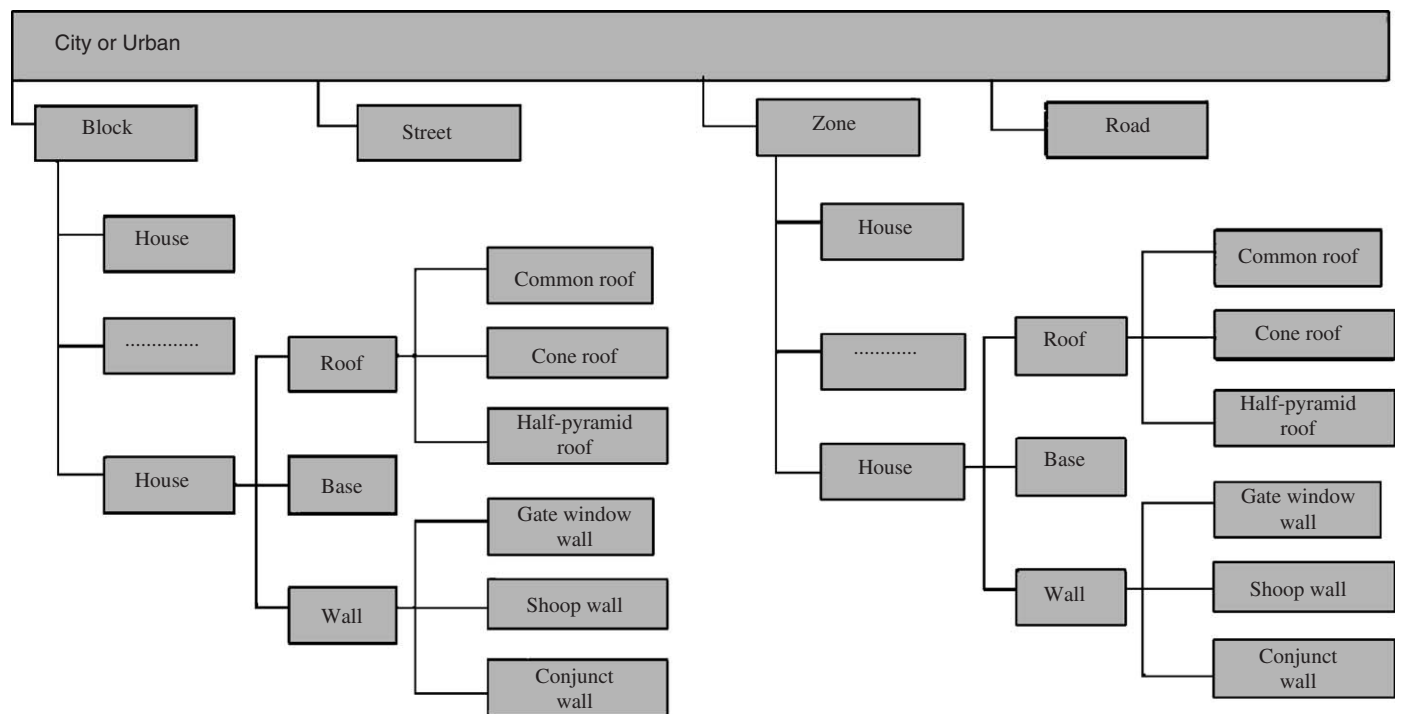 City or Urban
Block
Street
Zone
Road
House
..............
House
Roof
Base
Wall
Common roof
Cone roof
Half-pyramid
roof
Gate window
wall
Shoop wall
Conjunct
wall
House
............
House
Roof
Base
Wall
Common roof
Cone roof
Half-pyramid
roof
Gate window
wall
Shoop wall
Conjunct
wall